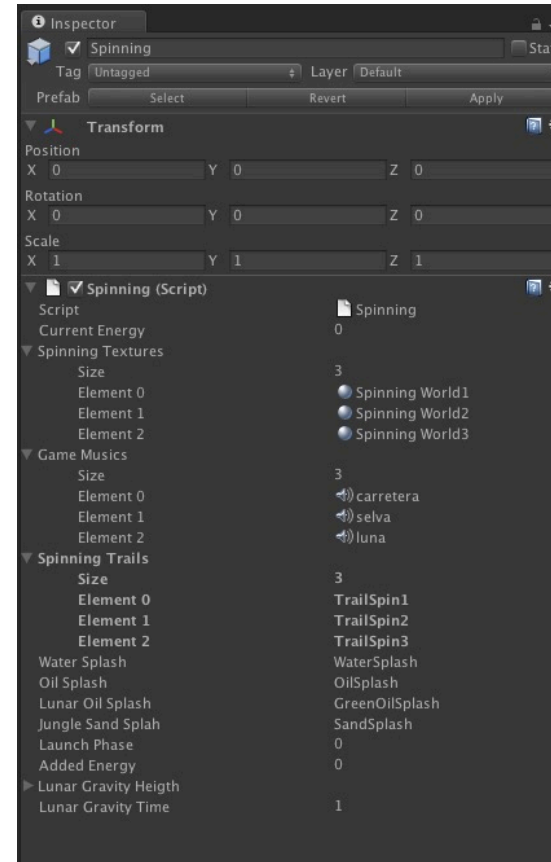 Inspector
Spinning Sta
Tag Untagged Layer Default
Prefab Select Revert Apply
Transform
Position
X 0 Y 0 Z 0
Rotation
X 0 Y 0 Z 0
Scale
X 1 Y 1 Z 1
Spinning (Script)
Script Spinning
Current Energy 0
Spinning Textures
Size 3
Element 0 Spinning World1
Element 1 Spinning World2
Element 2 Spinning World3
Game Musics
Size 3
Element 0 carretera
Element 1 selva
Element 2 luna
Spinning Trails
Size 3
Element 0 TrailSpin1
Element 1 TrailSpin2
Element 2 TrailSpin3
Water Splash WaterSplash
Oil Splash OilSplash
Lunar Oil Splash GreenOilSplash
Jungle Sand Splah SandSplash
Launch Phase 0
Added Energy 0
Lunar Gravity Heigth
Lunar Gravity Time 1